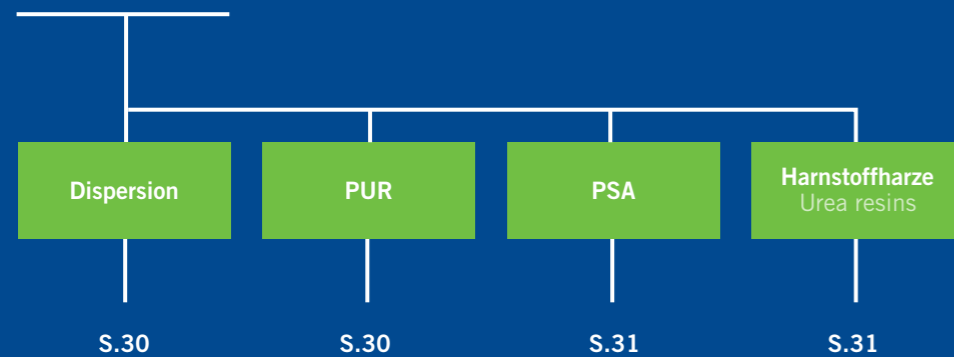 Dispersion
PUR
PSA
Harnstoffharze
Urea resins
S.30
S.30
S.31
S.31